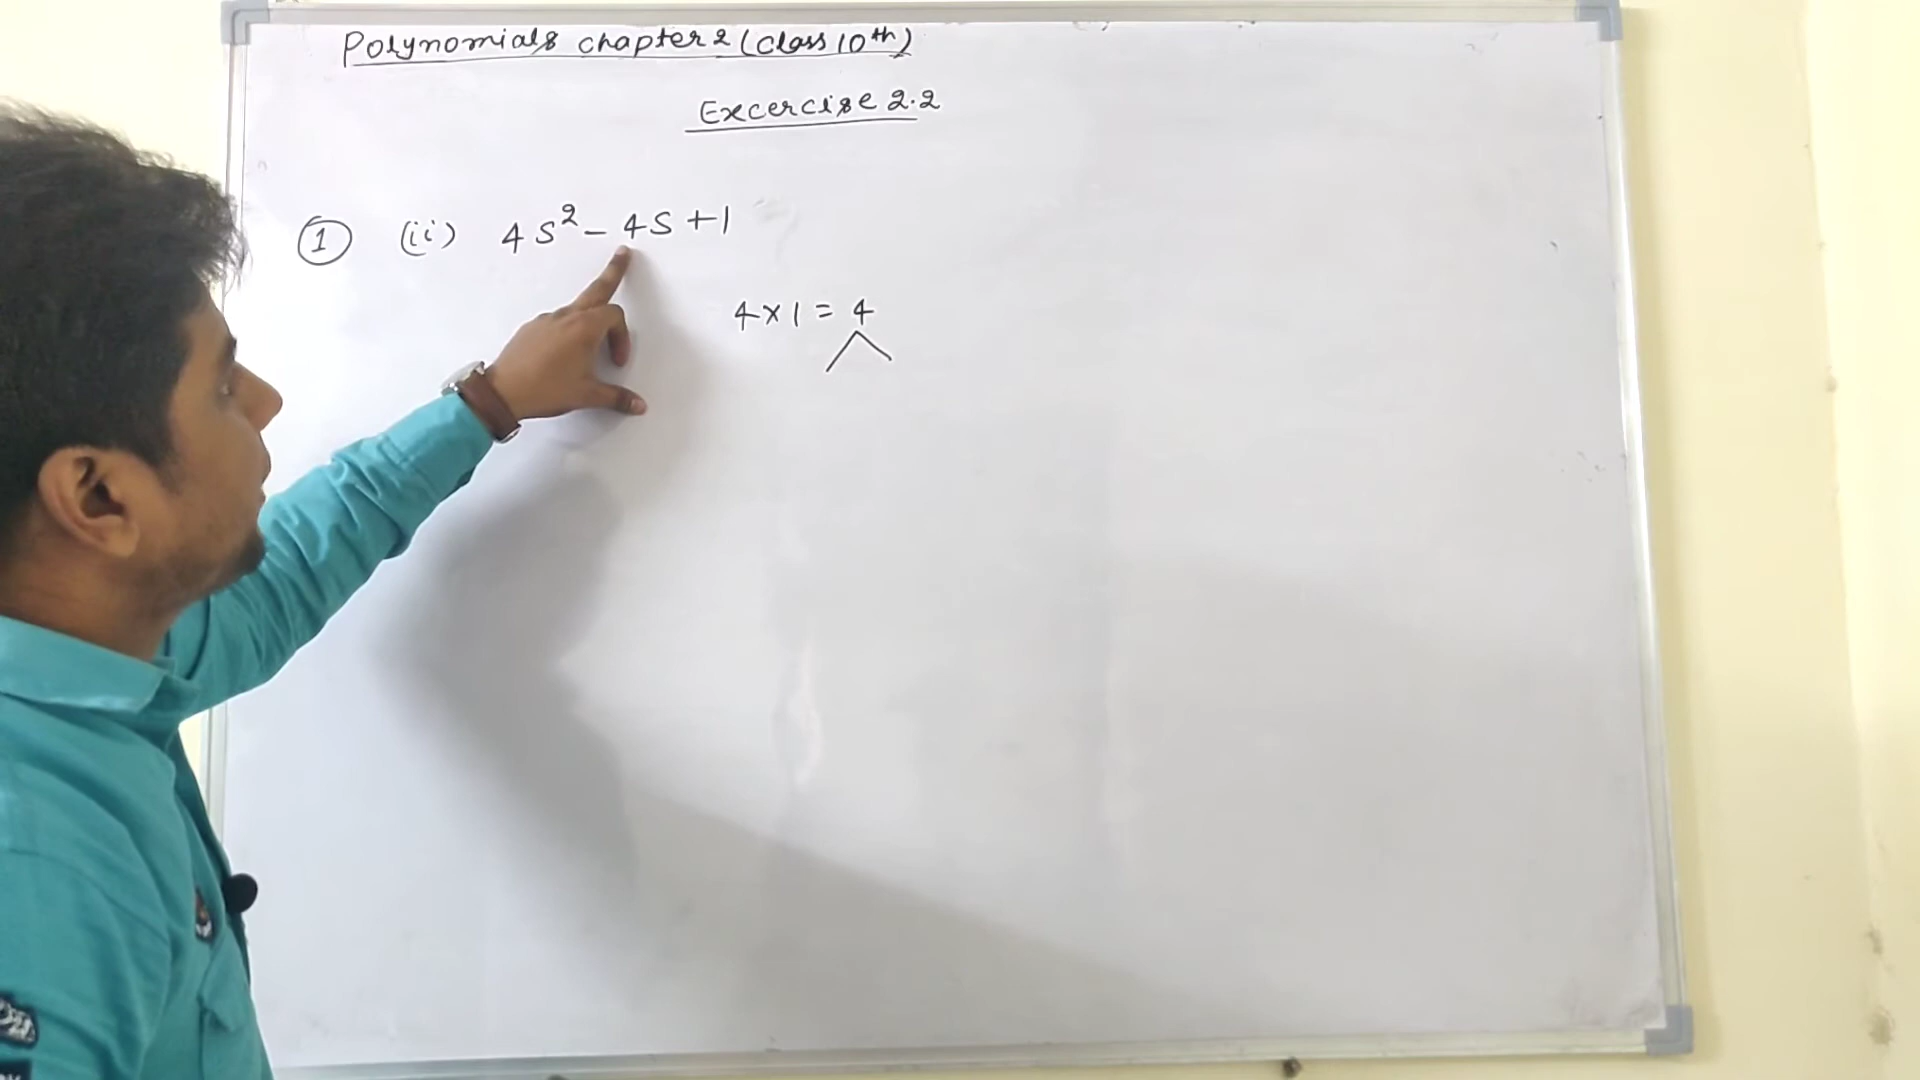 Polynomials chapter 2 (Class 10th)
Excercise 2.2
1 (ii) 4S² - 4S + 1
4 × 1 = 4